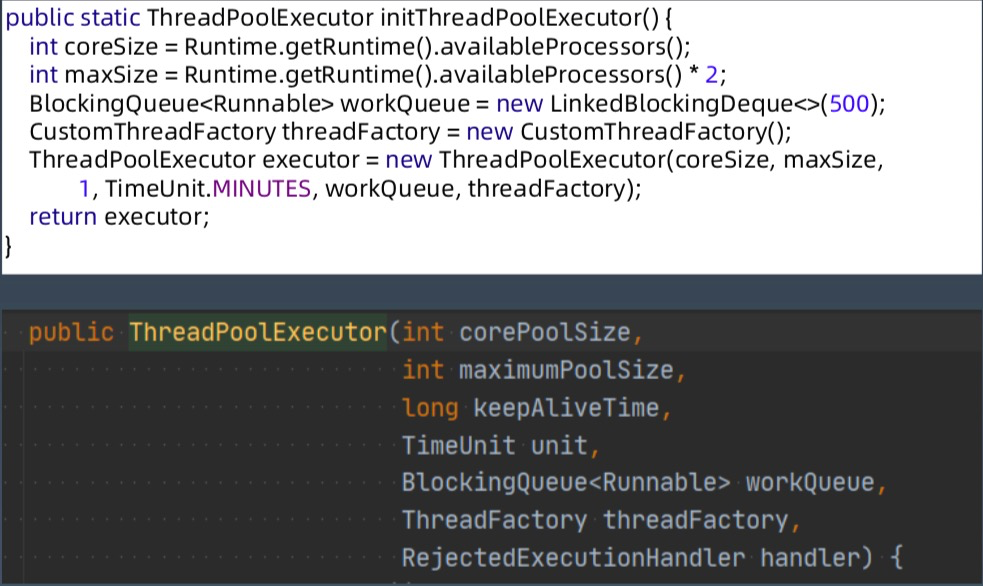 public static ThreadPoolExecutor initThreadPoolExecutor() {
int coreSize = Runtime.getRuntime().availableProcessors();
int maxSize = Runtime.getRuntime().availableProcessors() * 2;
BlockingQueue<Runnable> workQueue = new LinkedBlockingDeque<>(500);
CustomThreadFactory threadFactory = new CustomThreadFactory();
ThreadPoolExecutor executor = new ThreadPoolExecutor(coreSize, maxSize,
1, TimeUnit.MINUTES, workQueue, threadFactory);
return executor;
}
public ThreadPoolExecutor(int corePoolSize,
int maximumPoolSize,
long keepAliveTime,
TimeUnit unit,
BlockingQueue<Runnable> workQueue,
ThreadFactory threadFactory,
RejectedExecutionHandler handler) {